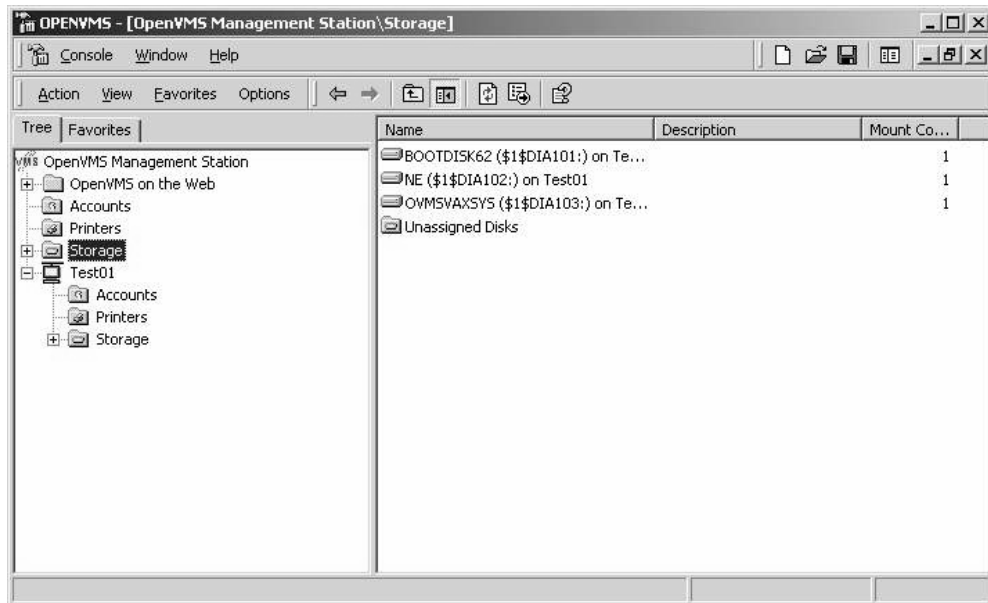 OPENVMS - [OpenVMS Management Station\Storage]
Console Window Help
Action View Favorites Options
Tree Favorites
Name Description Mount Co...
VMS OpenVMS Management Station
OpenVMS on the Web
Accounts
Printers
Storage
Test01
Accounts
Printers
Storage
BOOTDISK62 ($1$DIA101:) on Te... 1
NE ($1$DIA102:) on Test01 1
OVMSVAXSYS ($1$DIA103:) on Te... 1
Unassigned Disks